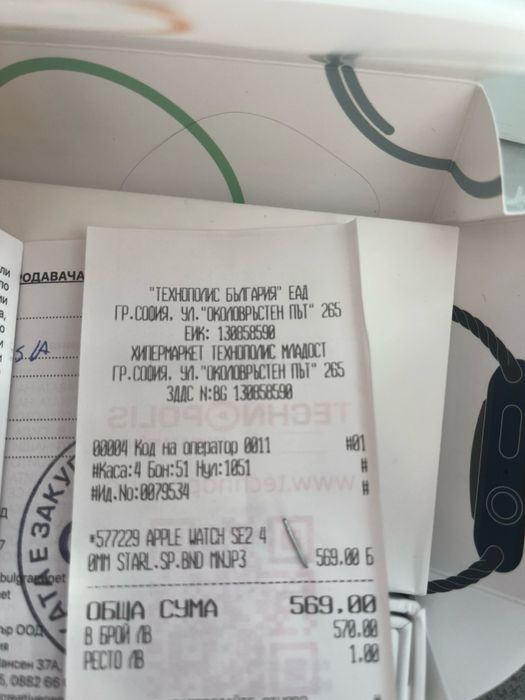 "ТЕХНОПОЛИС БЪЛГАРИЯ" ЕАД
ГР.СОФИЯ, УЛ."ОКОЛОВРЪСТЕН ПЪТ" 265
ЕИК: 130858590
ХИПЕРМАРКЕТ ТЕХНОПОЛИС МЛАДОСТ
ГР.СОФИЯ, УЛ."ОКОЛОВРЪСТЕН ПЪТ" 265
ЗДДС N:BG 130858590
TECHNOPOLIS
00004 Код на оператор 0011 #01
#Каса:4 Бон:51 Нул:1051 #
#Ид.No:0079534 #
*577229 APPLE WATCH SE2 4
0MM STARL.SP.BND MNJP3 569.00 Б
ОБЩА СУМА 569.00
В БРОЙ ЛВ 570.00
РЕСТО ЛВ 1.00